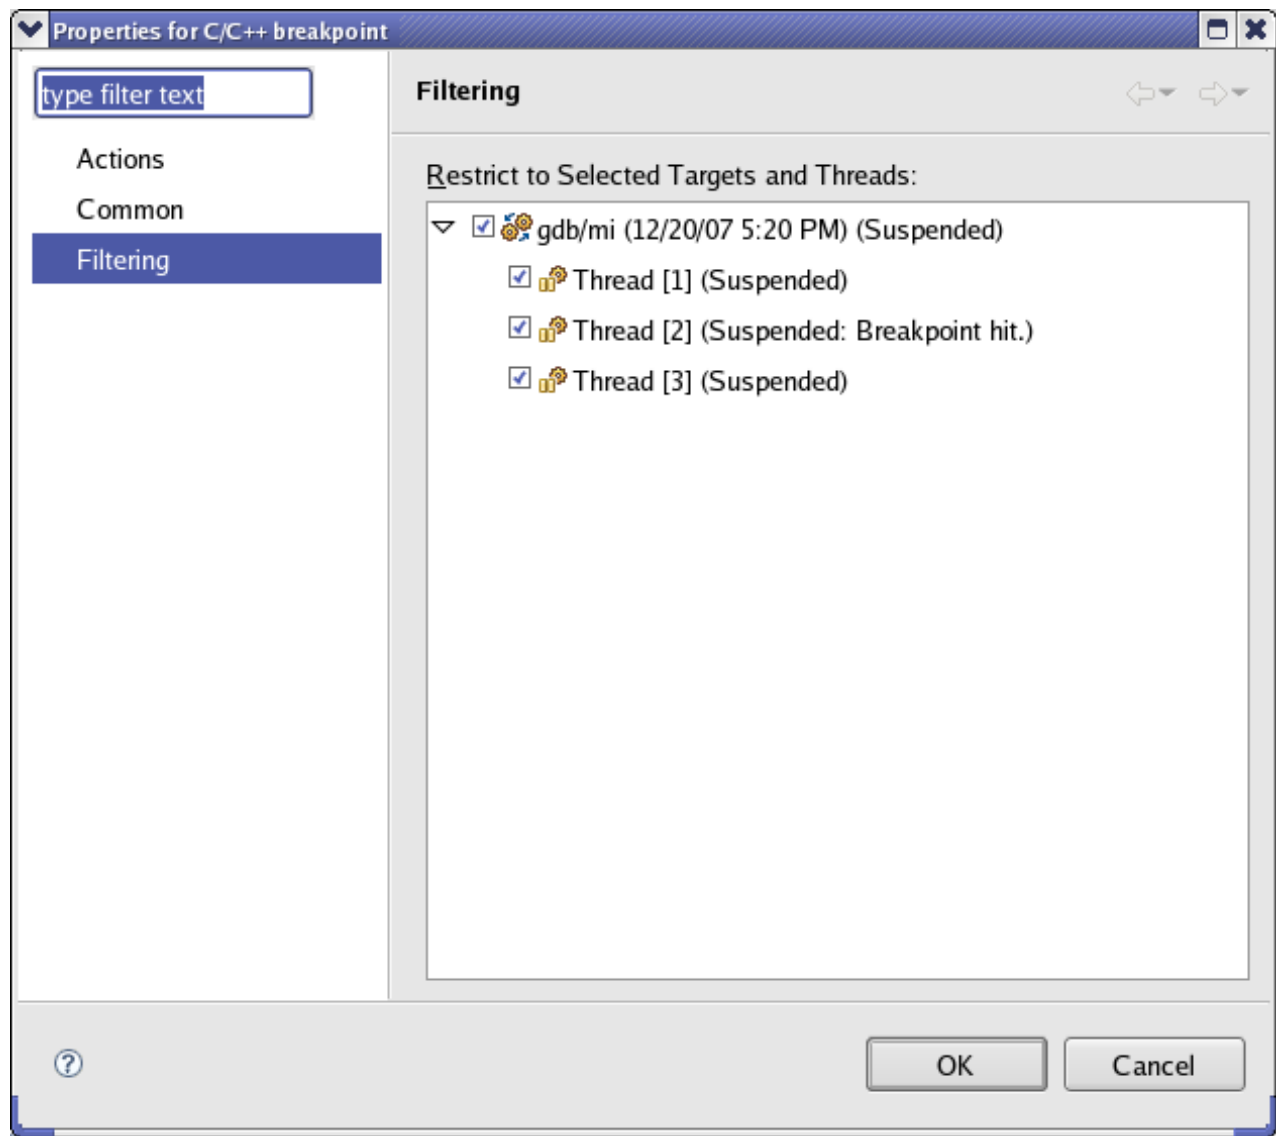 Properties for C/C++ breakpoint
type filter text
Actions
Common
Filtering
Filtering
Restrict to Selected Targets and Threads:
gdb/mi (12/20/07 5:20 PM) (Suspended)
Thread [1] (Suspended)
Thread [2] (Suspended: Breakpoint hit.)
Thread [3] (Suspended)
?
OK
Cancel